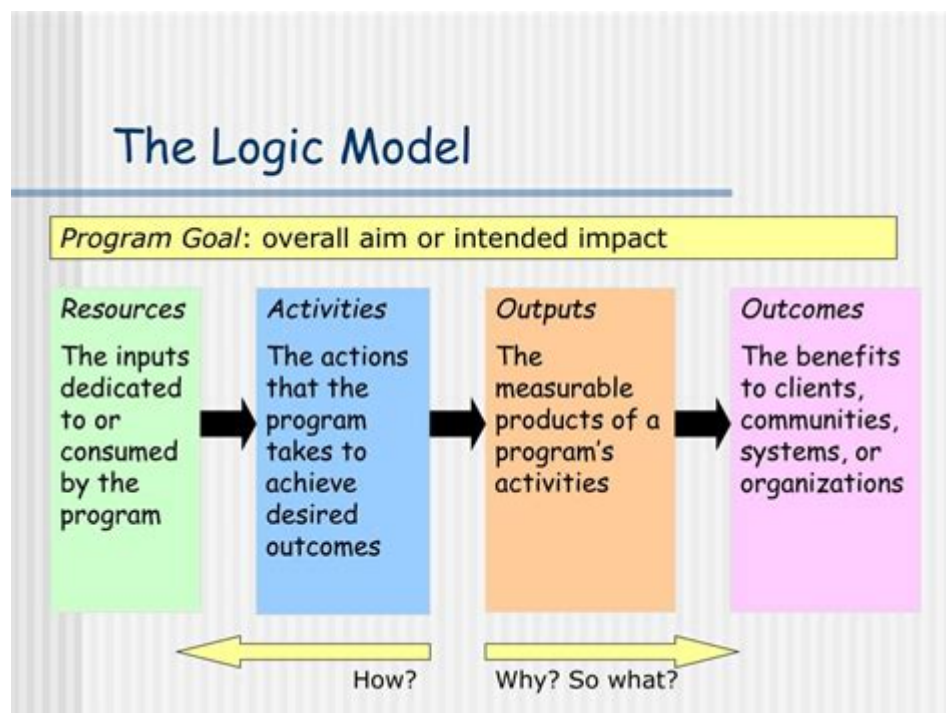 The Logic Model
Program Goal: overall aim or intended impact
Resources
The inputs
dedicated
to or
consumed
by the
program
Activities
The actions
that the
program
takes to
achieve
desired
outcomes
Outputs
The
measurable
products of a
program's
activities
Outcomes
The benefits
to clients,
communities,
systems, or
organizations
How?
Why? So what?